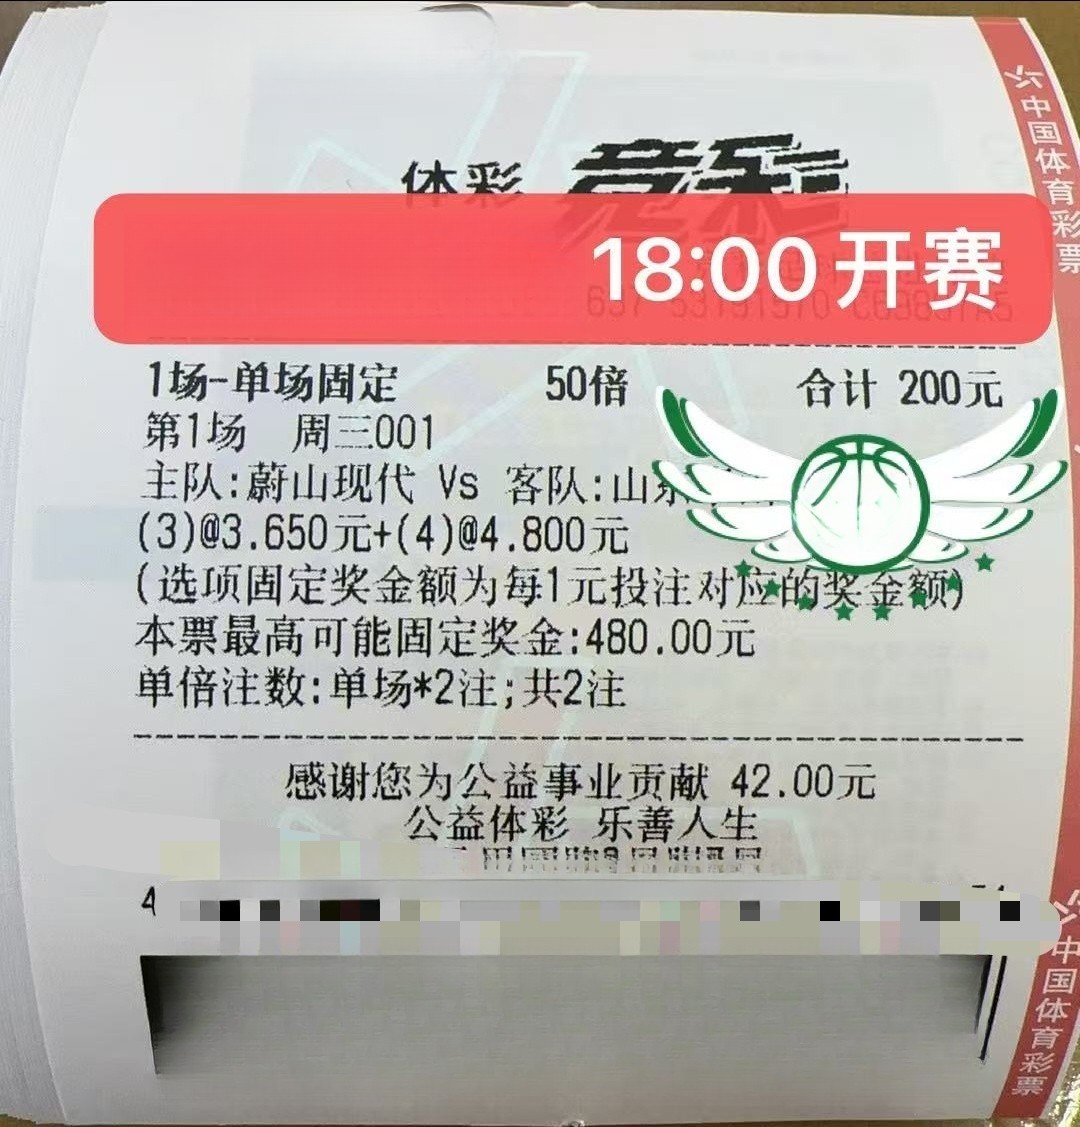 体彩 竞彩
18:00开赛
1场-单场固定 50倍 合计 200元
第1场 周三001
主队:蔚山现代 Vs 客队:山东
(3)@3.650元+(4)@4.800元
(选项固定奖金额为每1元投注对应的奖金额)
本票最高可能固定奖金:480.00元
单倍注数:单场*2注;共2注
感谢您为公益事业贡献 42.00元
公益体彩 乐善人生
4
中国体育彩票
中国体育彩票